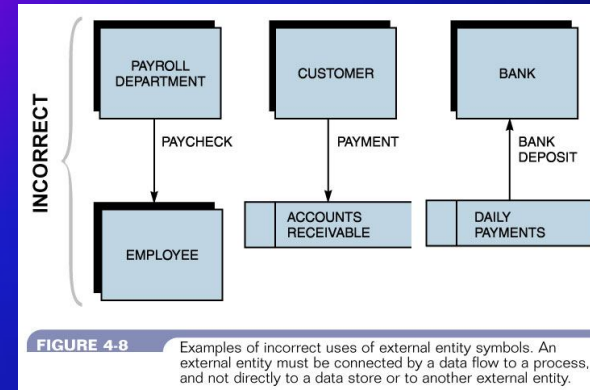 INCORRECT
PAYROLL
DEPARTMENT
CUSTOMER
BANK
PAYCHECK
PAYMENT
BANK
DEPOSIT
EMPLOYEE
ACCOUNTS
RECEIVABLE
DAILY
PAYMENTS
FIGURE 4-8
Examples of incorrect uses of external entity symbols. An
external entity must be connected by a data flow to a process,
and not directly to a data store or to another external entity.